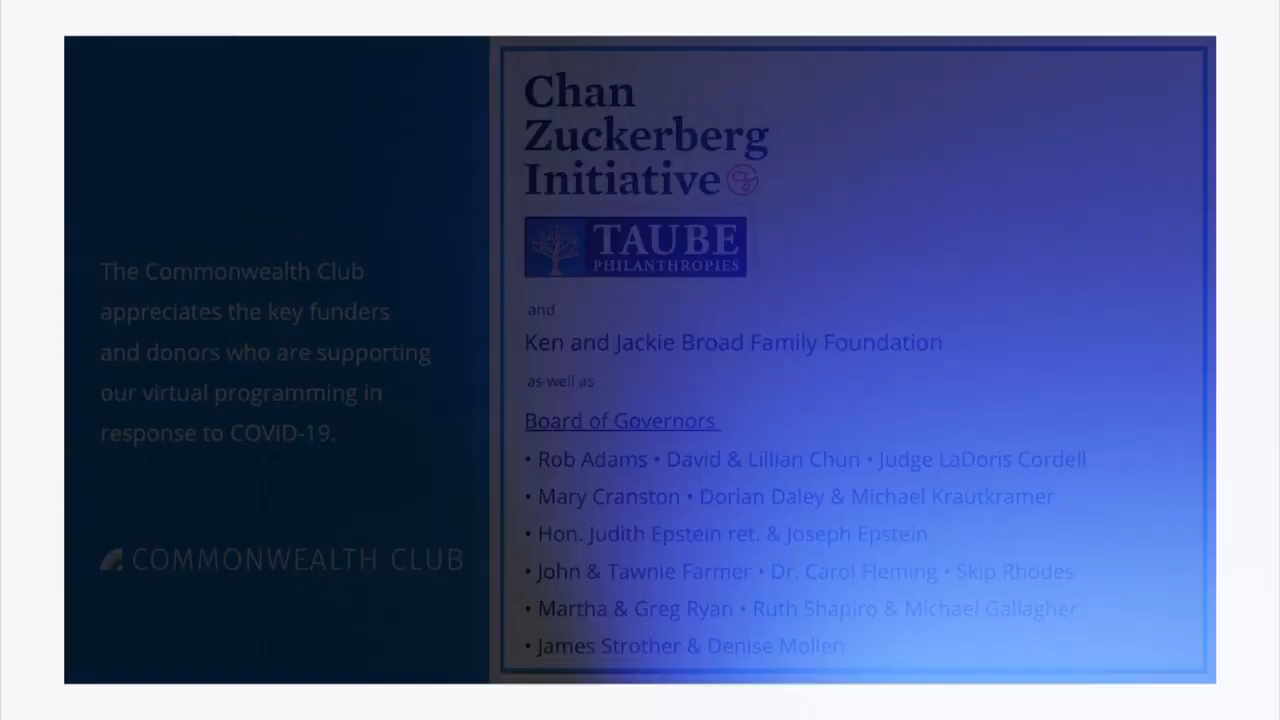 The Commonwealth Club
appreciates the key funders
and donors who are supporting
our virtual programming in
response to COVID-19.
COMMONWEALTH CLUB
Chan
Zuckerberg
Initiative
TAUBE
PHILANTHROPIES
and
Ken and Jackie Broad Family Foundation
as well as
Board of Governors
• Rob Adams • David & Lillian Chun • Judge LaDoris Cordell
• Mary Cranston • Dorian Daley & Michael Krautkramer
• Hon. Judith Epstein ret. & Joseph Epstein
• John & Tawnie Farmer • Dr. Carol Fleming • Skip Rhodes
• Martha & Greg Ryan • Ruth Shapiro & Michael Gallagher
• James Strother & Denise Mollen